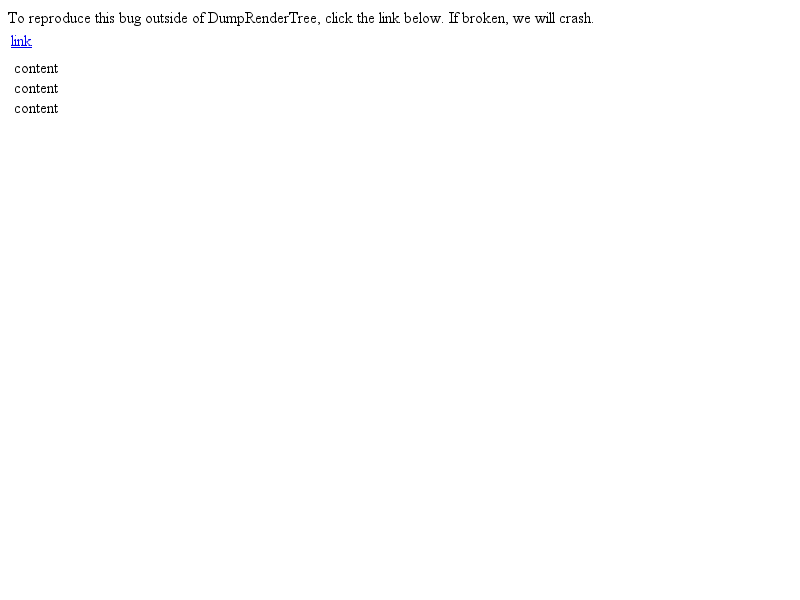 To reproduce this bug outside of DumpRenderTree, click the link below. If broken, we will crash.
link
content
content
content